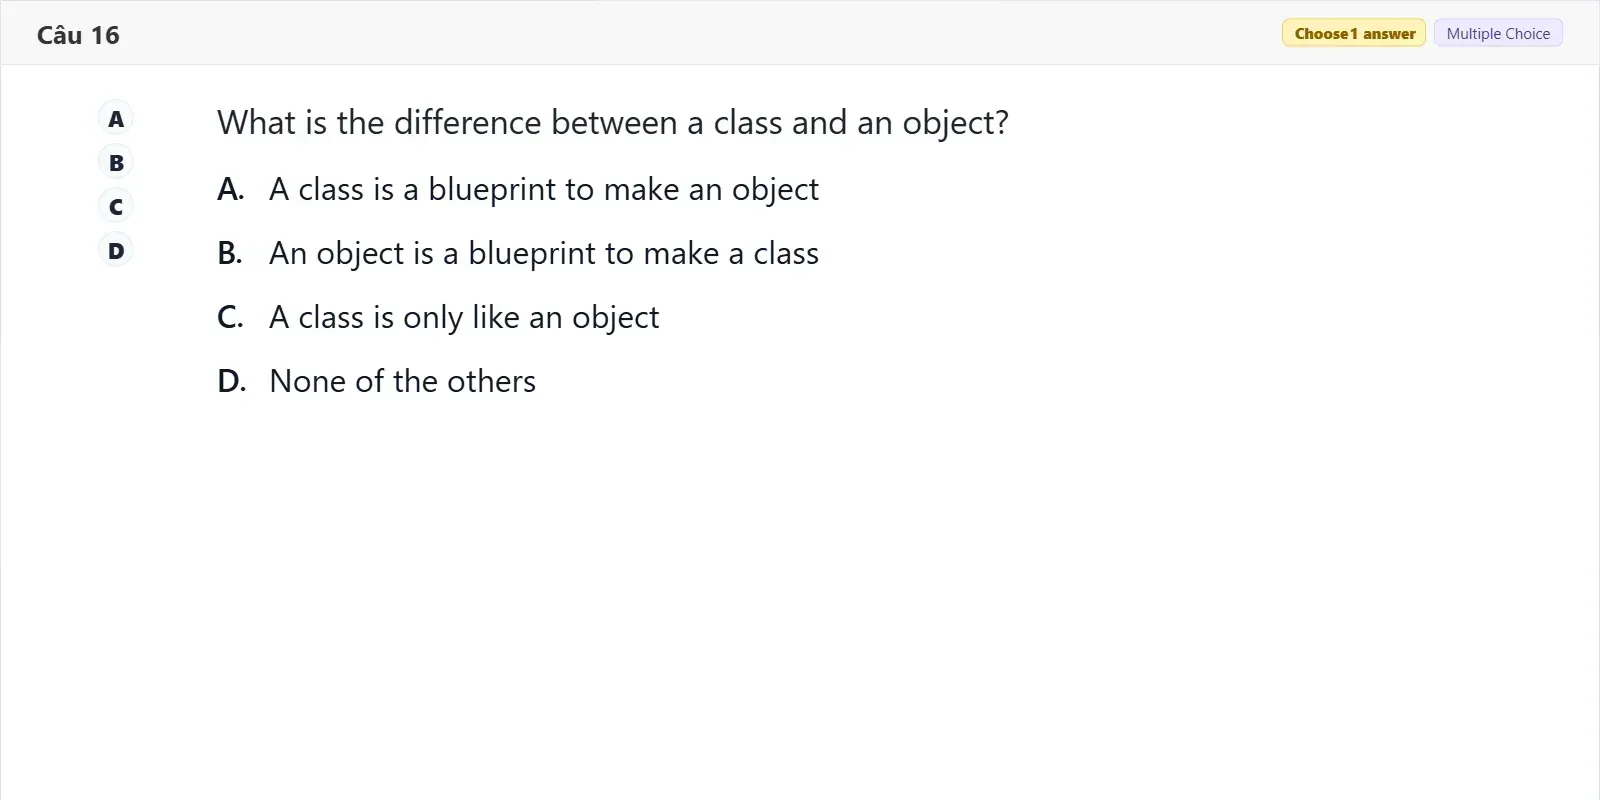 Câu 16
Choose1 answer
Multiple Choice
A
B
C
D
What is the difference between a class and an object?
A. A class is a blueprint to make an object
B. An object is a blueprint to make a class
C. A class is only like an object
D. None of the others